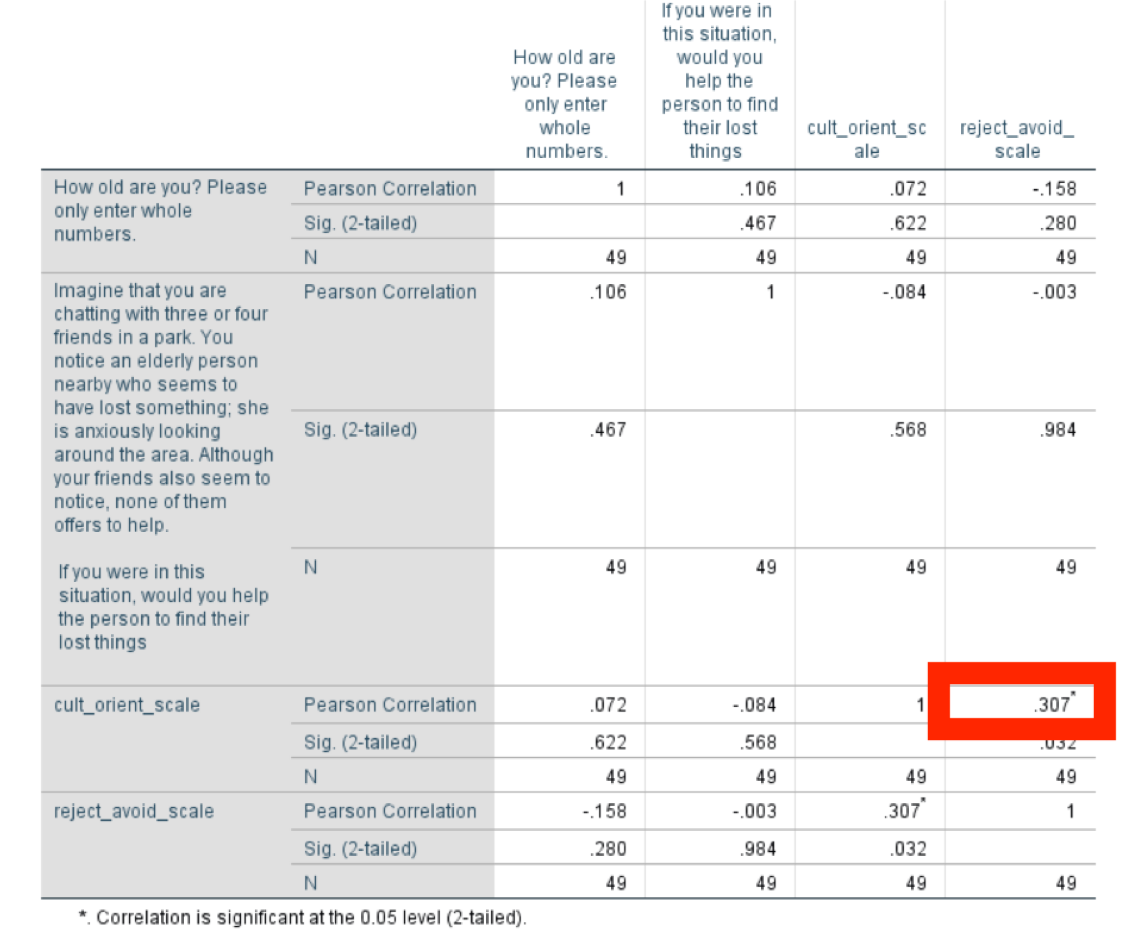 If you were in
this situation,
would you
help the
person to find
their lost
things
How old are
you? Please
only enter
whole
numbers.
cult_orient_sc
ale
reject_avoid_
scale
How old are you? Please
only enter whole
numbers.
Pearson Correlation 1 .106 .072 -.158
Sig. (2-tailed) .467 .622 .280
N 49 49 49 49
Imagine that you are
chatting with three or four
friends in a park. You
notice an elderly person
nearby who seems to
have lost something; she
is anxiously looking
around the area. Although
your friends also seem to
notice, none of them
offers to help.
If you were in this
situation, would you help
the person to find their
lost things
Pearson Correlation .106 1 -.084 -.003
Sig. (2-tailed) .467 .568 .984
N 49 49 49 49
cult_orient_scale Pearson Correlation .072 -.084 1 .307*
Sig. (2-tailed) .622 .568 .032
N 49 49 49 49
reject_avoid_scale Pearson Correlation -.158 -.003 .307* 1
Sig. (2-tailed) .280 .984 .032
N 49 49 49 49
*. Correlation is significant at the 0.05 level (2-tailed).